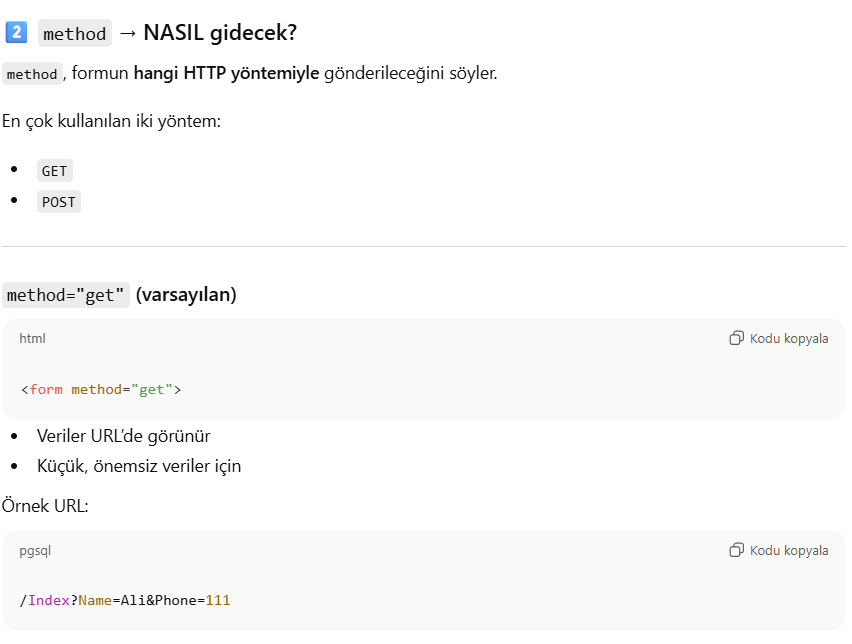 2 method → NASIL gidecek?
method, formun hangi HTTP yöntemiyle gönderileceğini söyler.
En çok kullanılan iki yöntem:
• GET
• POST
method="get" (varsayılan)
html Kodu kopyala
<form method="get">
• Veriler URL'de görünür
• Küçük, önemsiz veriler için
Örnek URL:
pgsql Kodu kopyala
/Index?Name=Ali&Phone=111